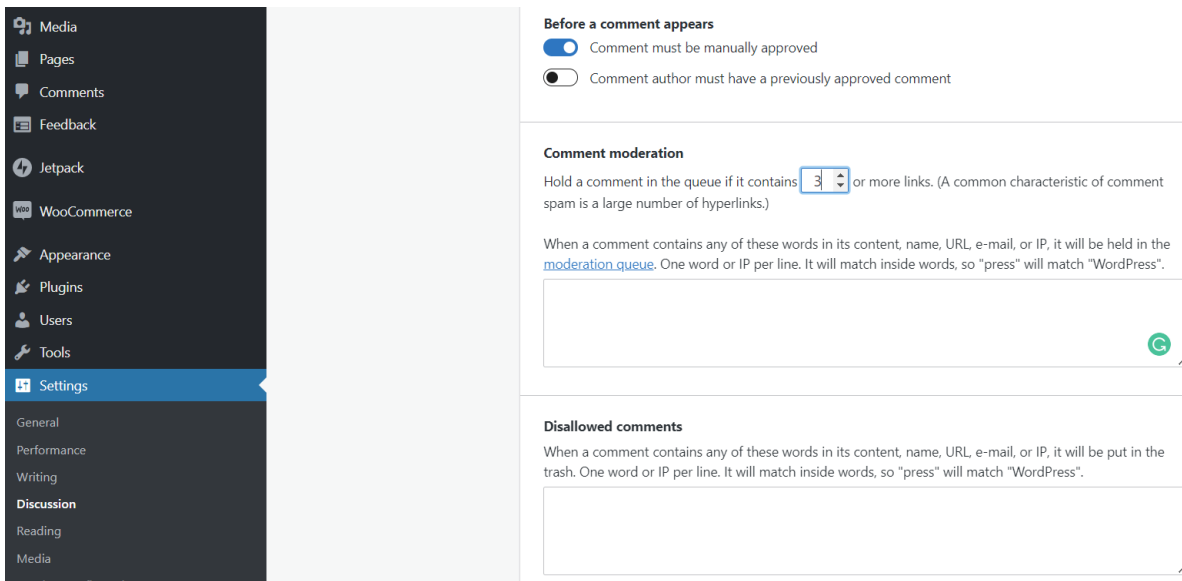 Media
Pages
Comments
Feedback
Jetpack
WooCommerce
Appearance
Plugins
Users
Tools
Settings
General
Performance
Writing
Discussion
Reading
Media
Before a comment appears
Comment must be manually approved
Comment author must have a previously approved comment
Comment moderation
Hold a comment in the queue if it contains 3 or more links. (A common characteristic of comment
spam is a large number of hyperlinks.)
When a comment contains any of these words in its content, name, URL, e-mail, or IP, it will be held in the
moderation queue. One word or IP per line. It will match inside words, so "press" will match "WordPress".
Disallowed comments
When a comment contains any of these words in its content, name, URL, e-mail, or IP, it will be put in the
trash. One word or IP per line. It will match inside words, so "press" will match "WordPress".